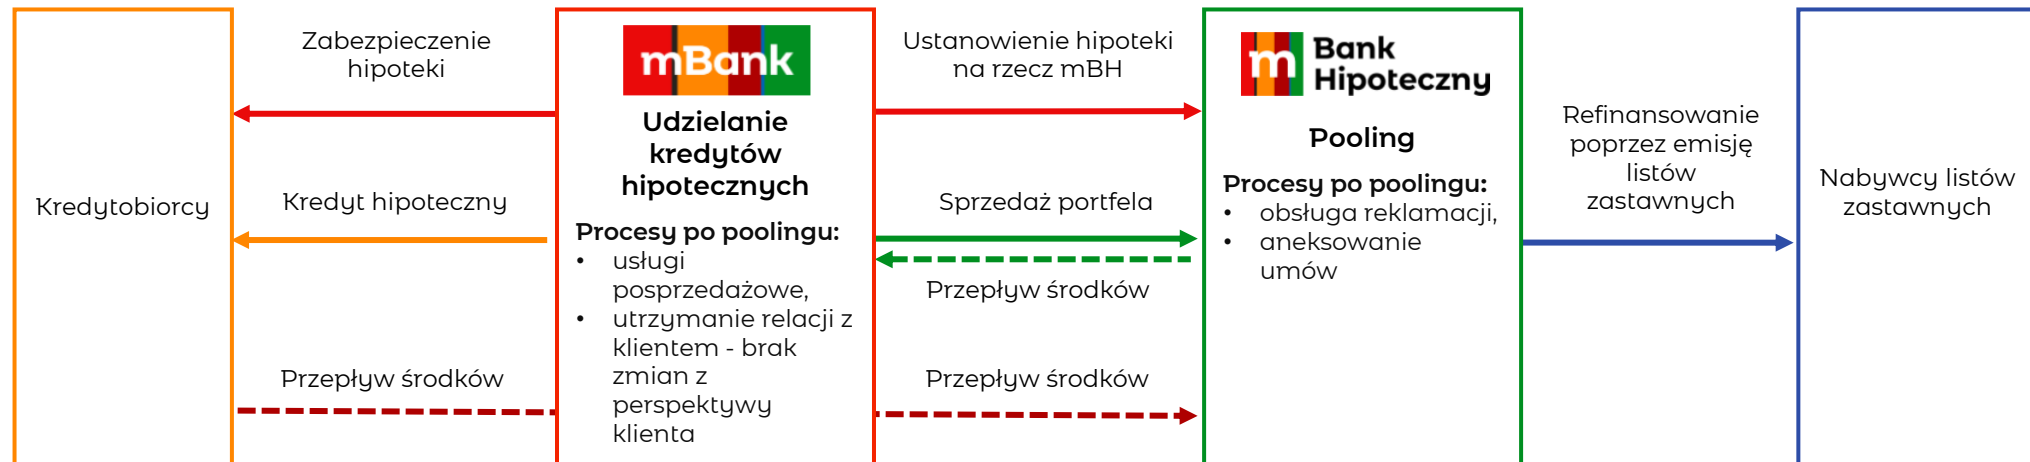 Kredytobiorcy
Zabezpieczenie
hipoteki
Kredyt hipoteczny
Przepływ środków
mBank
Udzielanie
kredytów
hipotecznych
Procesy po poolingu:
• usługi
posprzedażowe,
• utrzymanie relacji z
klientem - brak
zmian z
perspektywy
klienta
Ustanowienie hipoteki
na rzecz mBH
Sprzedaż portfela
Przepływ środków
Przepływ środków
m Bank
Hipoteczny
Pooling
Procesy po poolingu:
• obsługa reklamacji,
• aneksowanie
umów
Refinansowanie
poprzez emisję
listów
zastawnych
Nabywcy listów
zastawnych